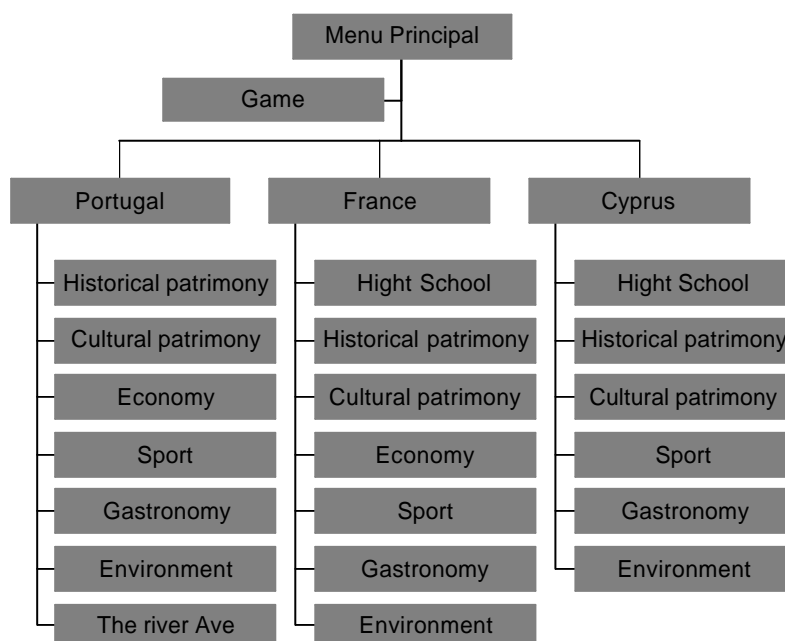 Menu Principal
Game
Portugal
France
Cyprus
Historical patrimony
Cultural patrimony
Economy
Sport
Gastronomy
Environment
The river Ave
Hight School
Historical patrimony
Cultural patrimony
Economy
Sport
Gastronomy
Environment
Hight School
Historical patrimony
Cultural patrimony
Sport
Gastronomy
Environment